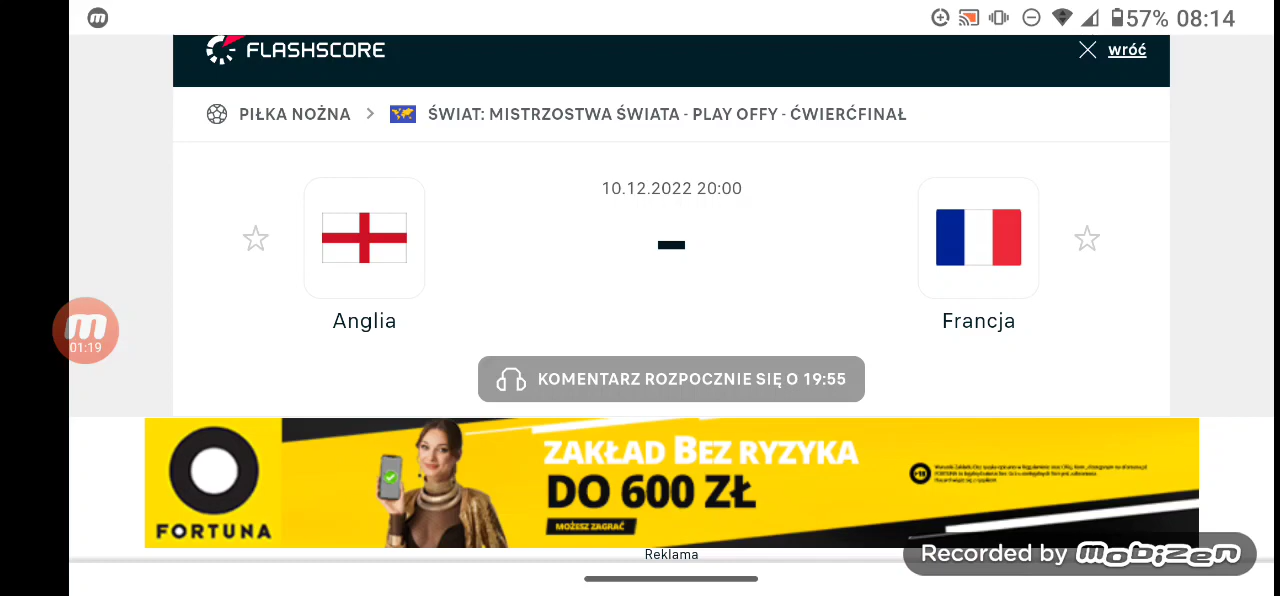 57% 08:14
FLASHSCORE
wróć
PIŁKA NOŻNA
ŚWIAT: MISTRZOSTWA ŚWIATA - PLAY OFFY - ĆWIERĆFINAŁ
10.12.2022 20:00
-
Anglia
Francja
01:19
KOMENTARZ ROZPOCZNIE SIĘ O 19:55
ZAKŁAD BEZ RYZYKA
DO 600 ZŁ
MOŻESZ ZAGRAĆ
FORTUNA
Reklama
Recorded by mobizen